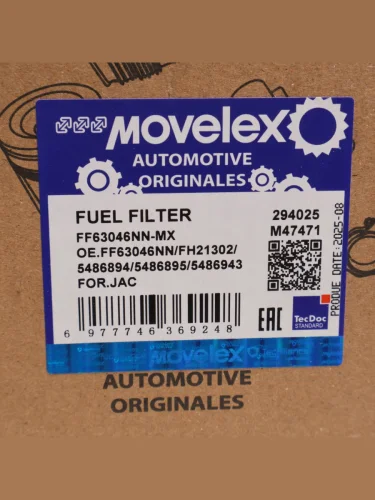 MOVELEX
AUTOMOTIVE
ORIGINALES
FUEL FILTER
294025
FF63046NN-MX
M47471
OE.FF63046NN/FH21302/
5486894/5486895/5486943
FOR.JAC
PRODUE DATE:2025-08
6 977746 369248
EAC
TecDoc
STANDARD
MOVELEX
AUTOMOTIVE
ORIGINALES